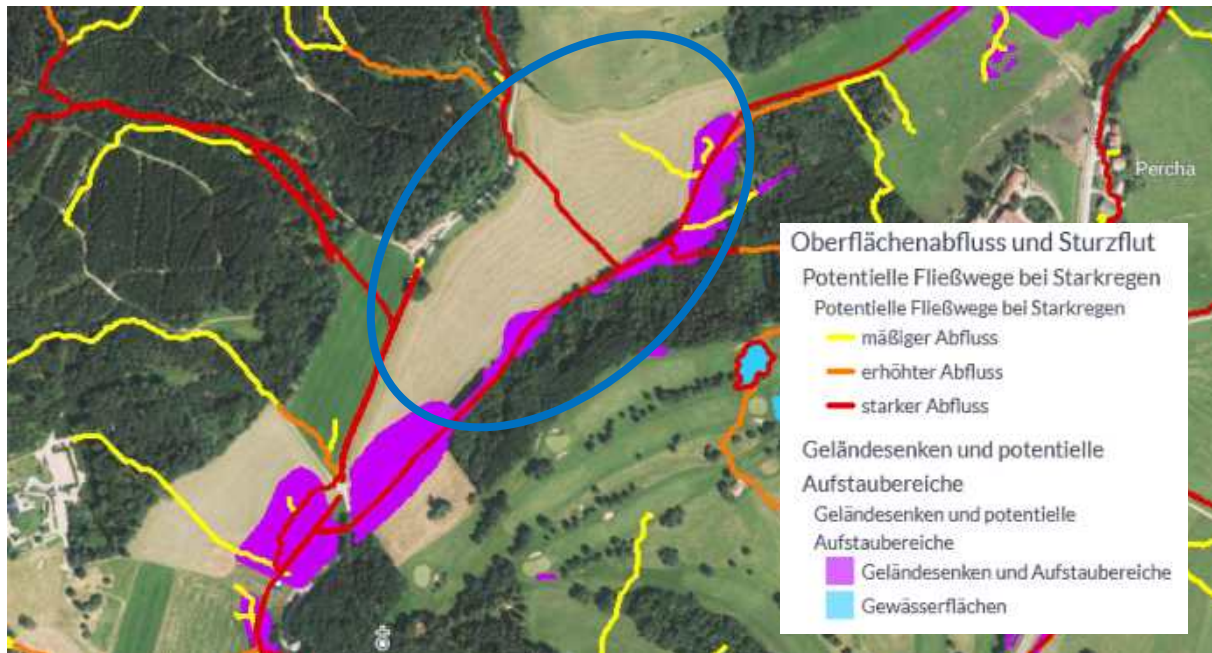 Percha
Oberflächenabfluss und Sturzflut
Potentielle Fließwege bei Starkregen
Potentielle Fließwege bei Starkregen
mäßiger Abfluss
erhöhter Abfluss
starker Abfluss
Geländesenken und potentielle
Aufstaubereiche
Geländesenken und potentielle
Aufstaubereiche
Geländesenken und Aufstaubereiche
Gewässerflächen